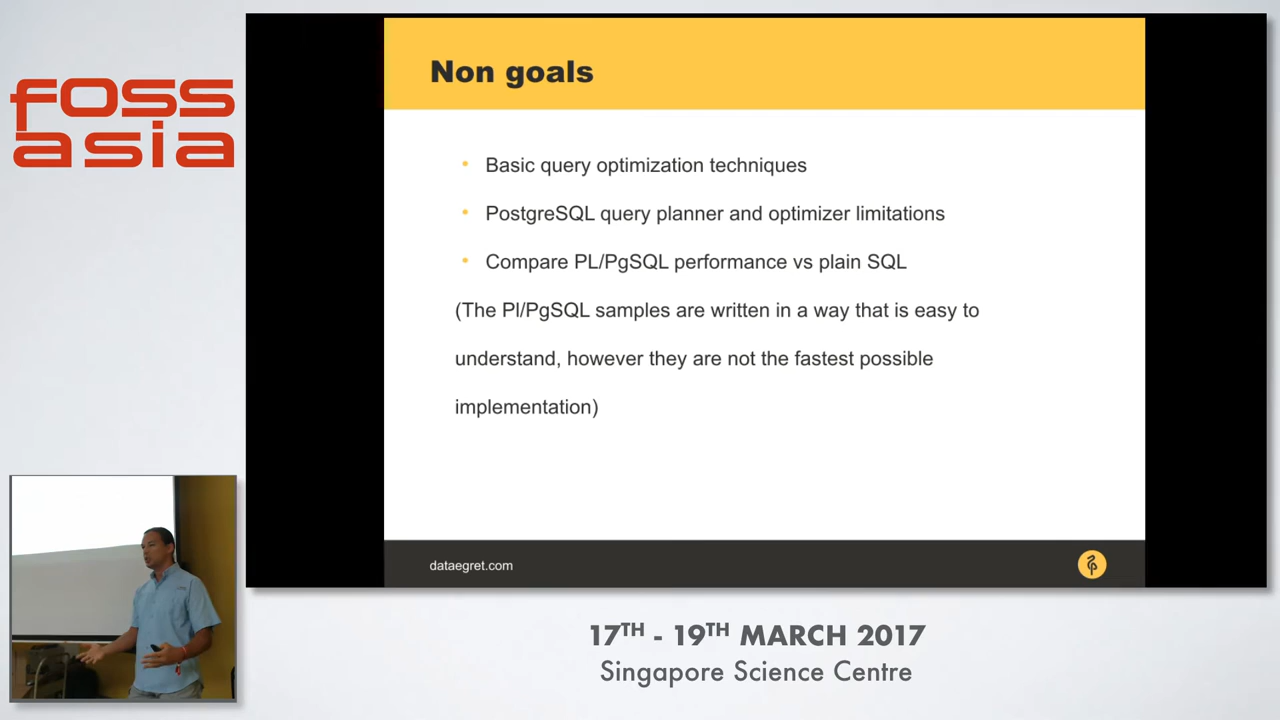 foss
asia
Non goals
• Basic query optimization techniques
• PostgreSQL query planner and optimizer limitations
• Compare PL/PgSQL performance vs plain SQL
(The Pl/PgSQL samples are written in a way that is easy to
understand, however they are not the fastest possible
implementation)
dataegret.com
17TH - 19TH MARCH 2017
Singapore Science Centre